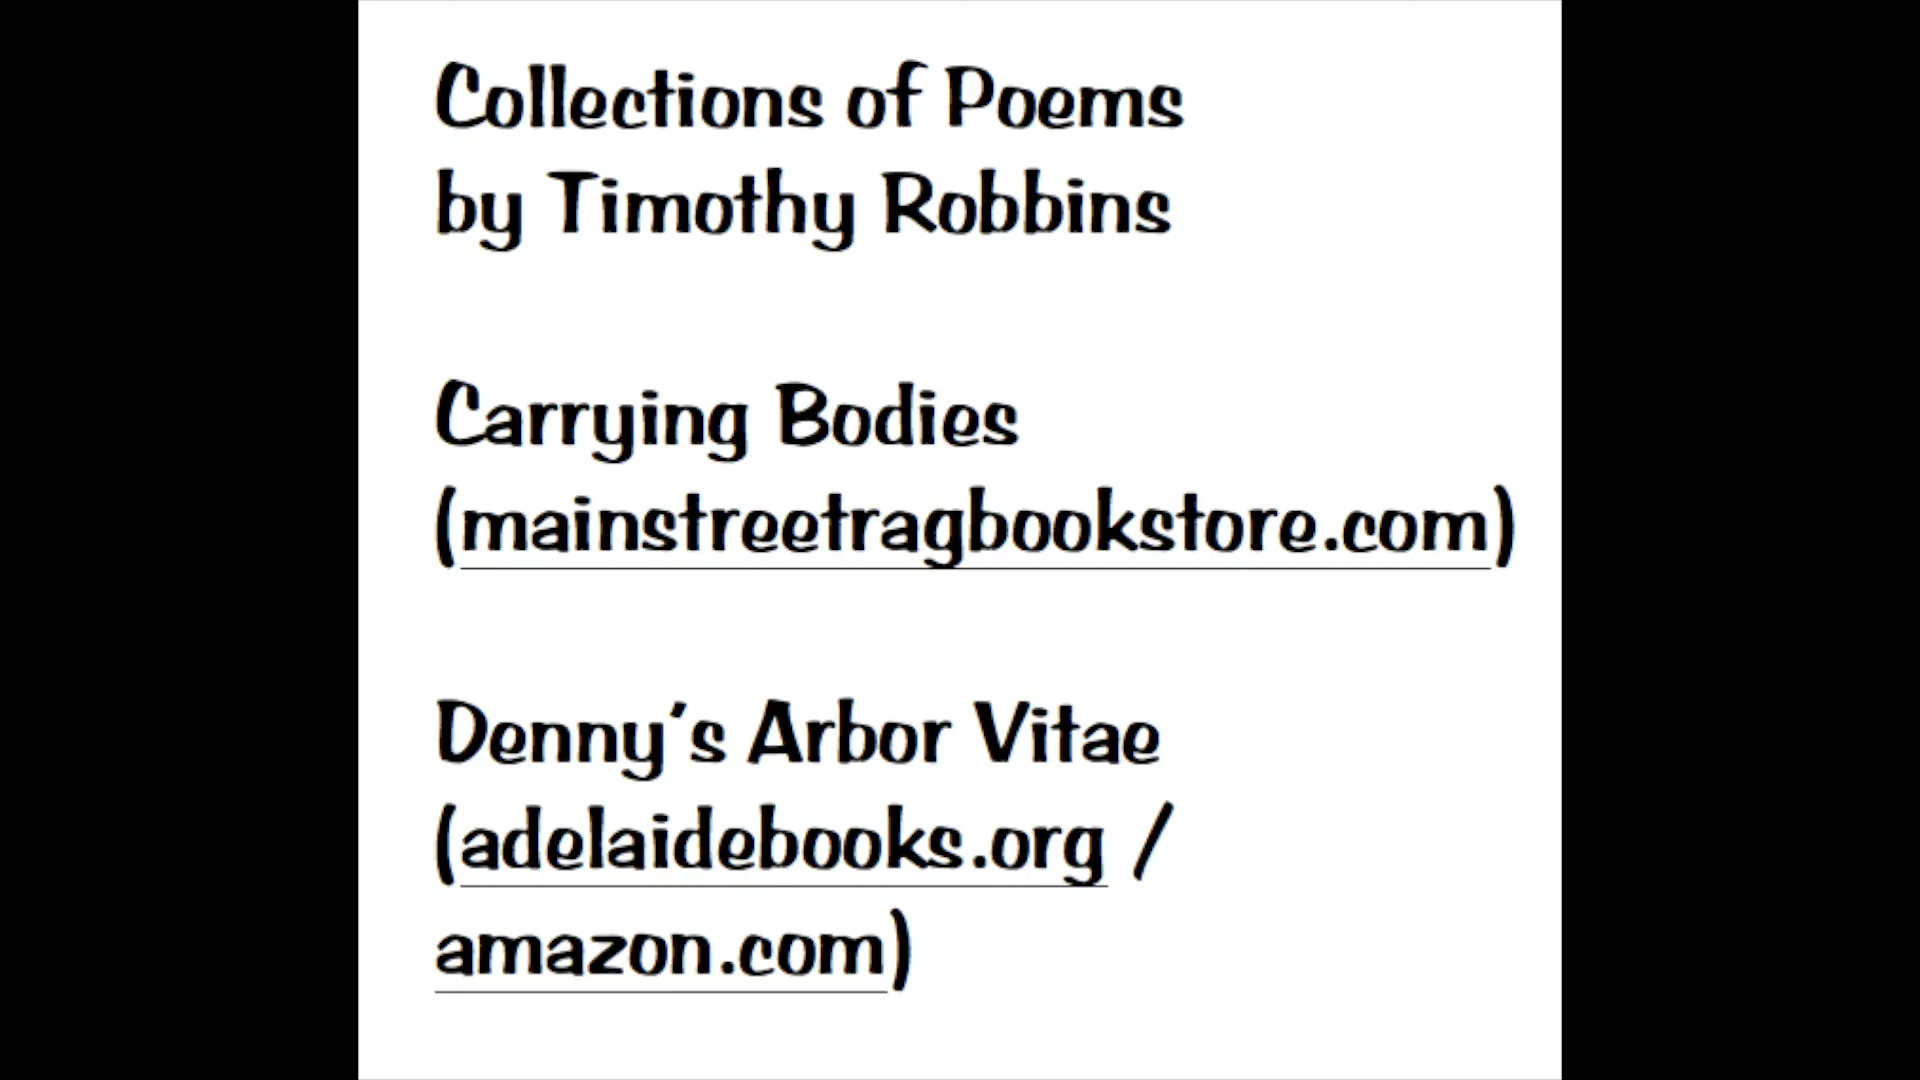 Collections of Poems
by Timothy Robbins
Carrying Bodies
(mainstreetragbookstore.com)
Denny's Arbor Vitae
(adelaidebooks.org /
amazon.com)